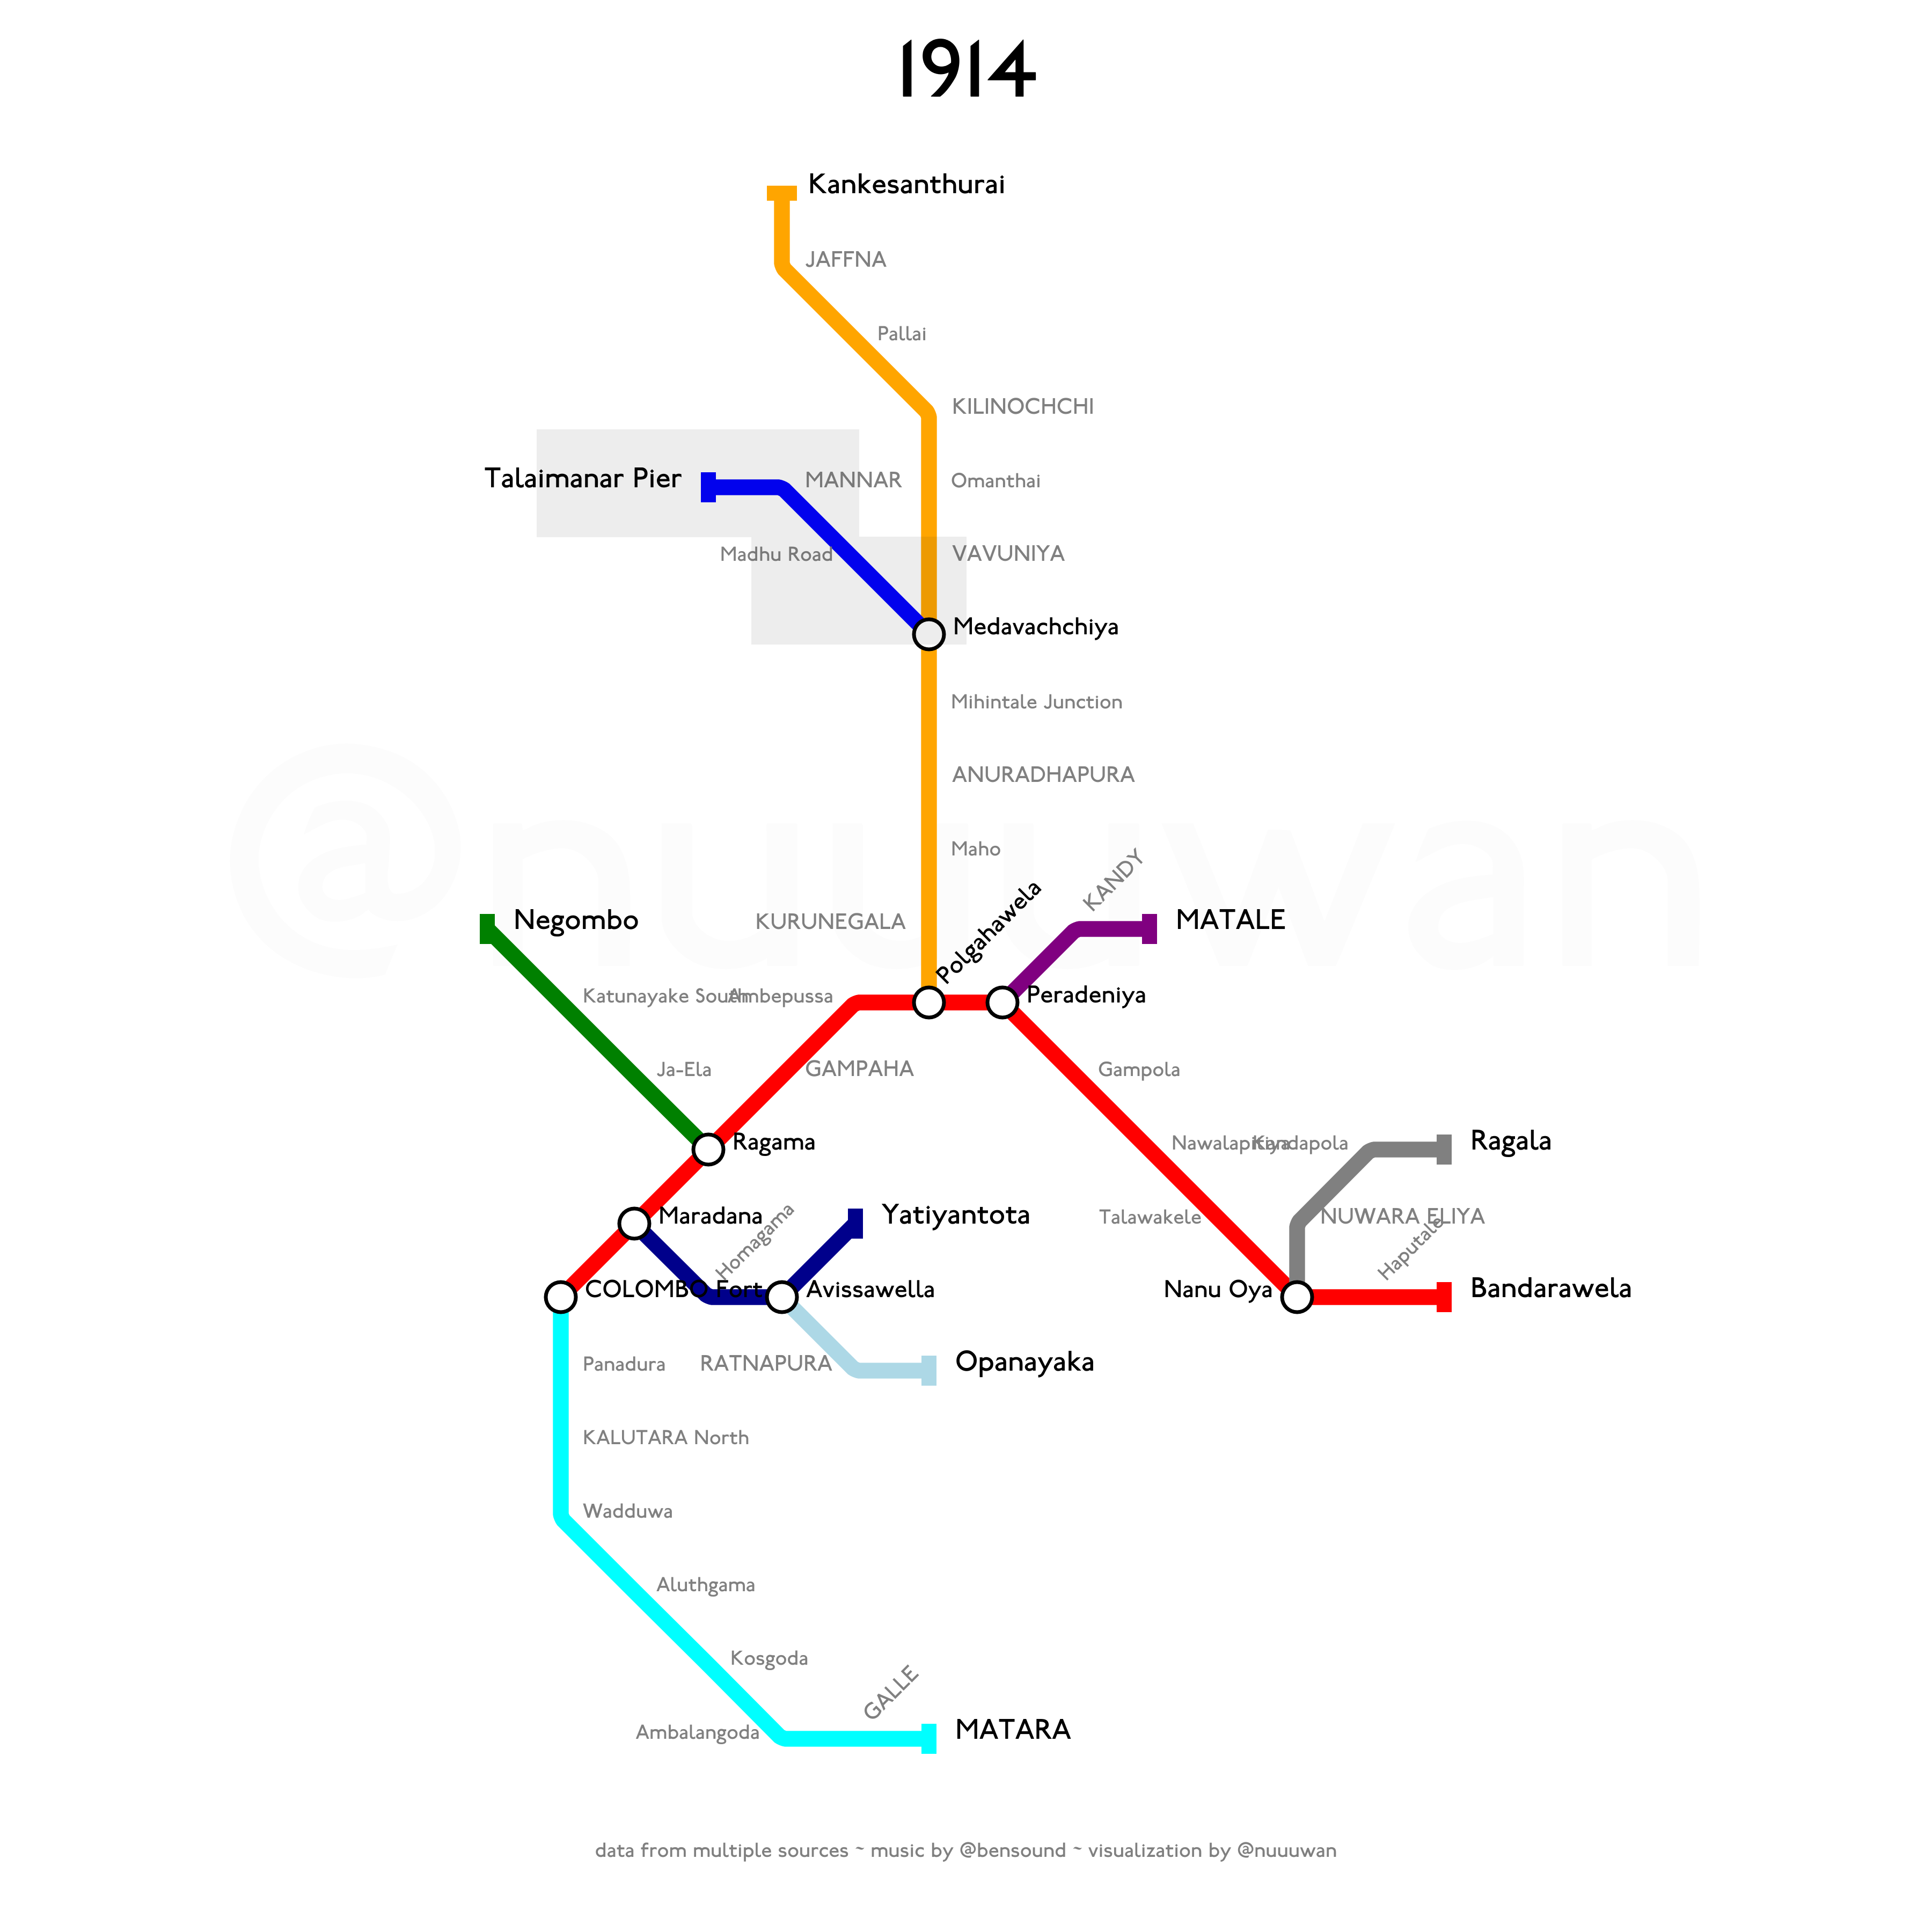 1914
Kankesanthurai
JAFFNA
Pallai
KILINOCHCHI
Talaimanar Pier
MANNAR
Omanthai
Madhu Road
VAVUNIYA
Medavachchiya
Mihintale Junction
ANURADHAPURA
@nuuuwan
Maho
KANDY
Negombo
KURUNEGALA
Polgahawela
MATALE
Katunayake South
Ambepussa
Peradeniya
Ja-Ela
GAMPAHA
Gampola
Ragama
Nawalapitiya
Kandapola
Ragala
Maradana
Homagama
Yatiyantota
Talawakele
NUWARA ELIYA
Haputale
COLOMBO Fort
Avissawella
Nanu Oya
Bandarawela
Panadura
RATNAPURA
Opanayaka
KALUTARA North
Wadduwa
Aluthgama
Kosgoda
GALLE
Ambalangoda
MATARA
data from multiple sources ~ music by @bensound ~ visualization by @nuuuwan